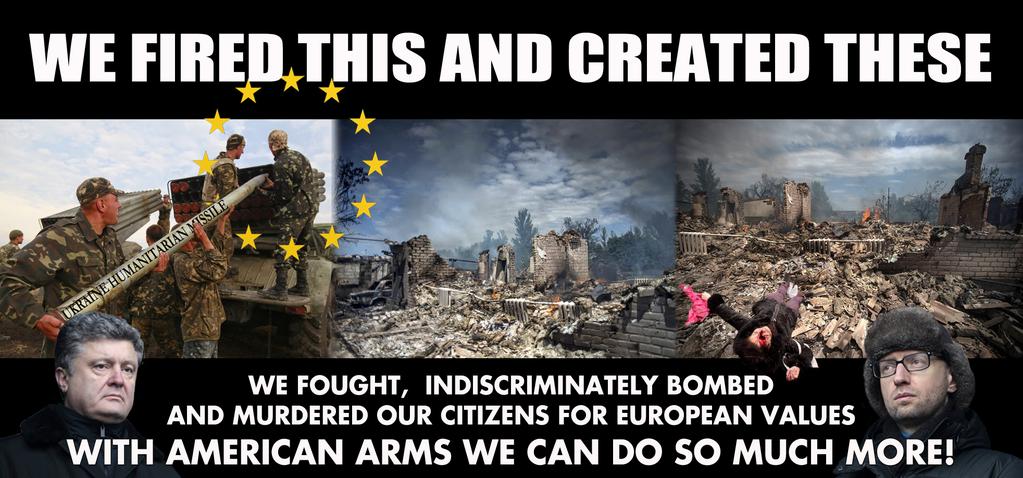 WE FIRED THIS AND CREATED THESE
UKRAINE HUMANITARIAN MISSILE
WE FOUGHT, INDISCRIMINATELY BOMBED
AND MURDERED OUR CITIZENS FOR EUROPEAN VALUES
WITH AMERICAN ARMS WE CAN DO SO MUCH MORE!